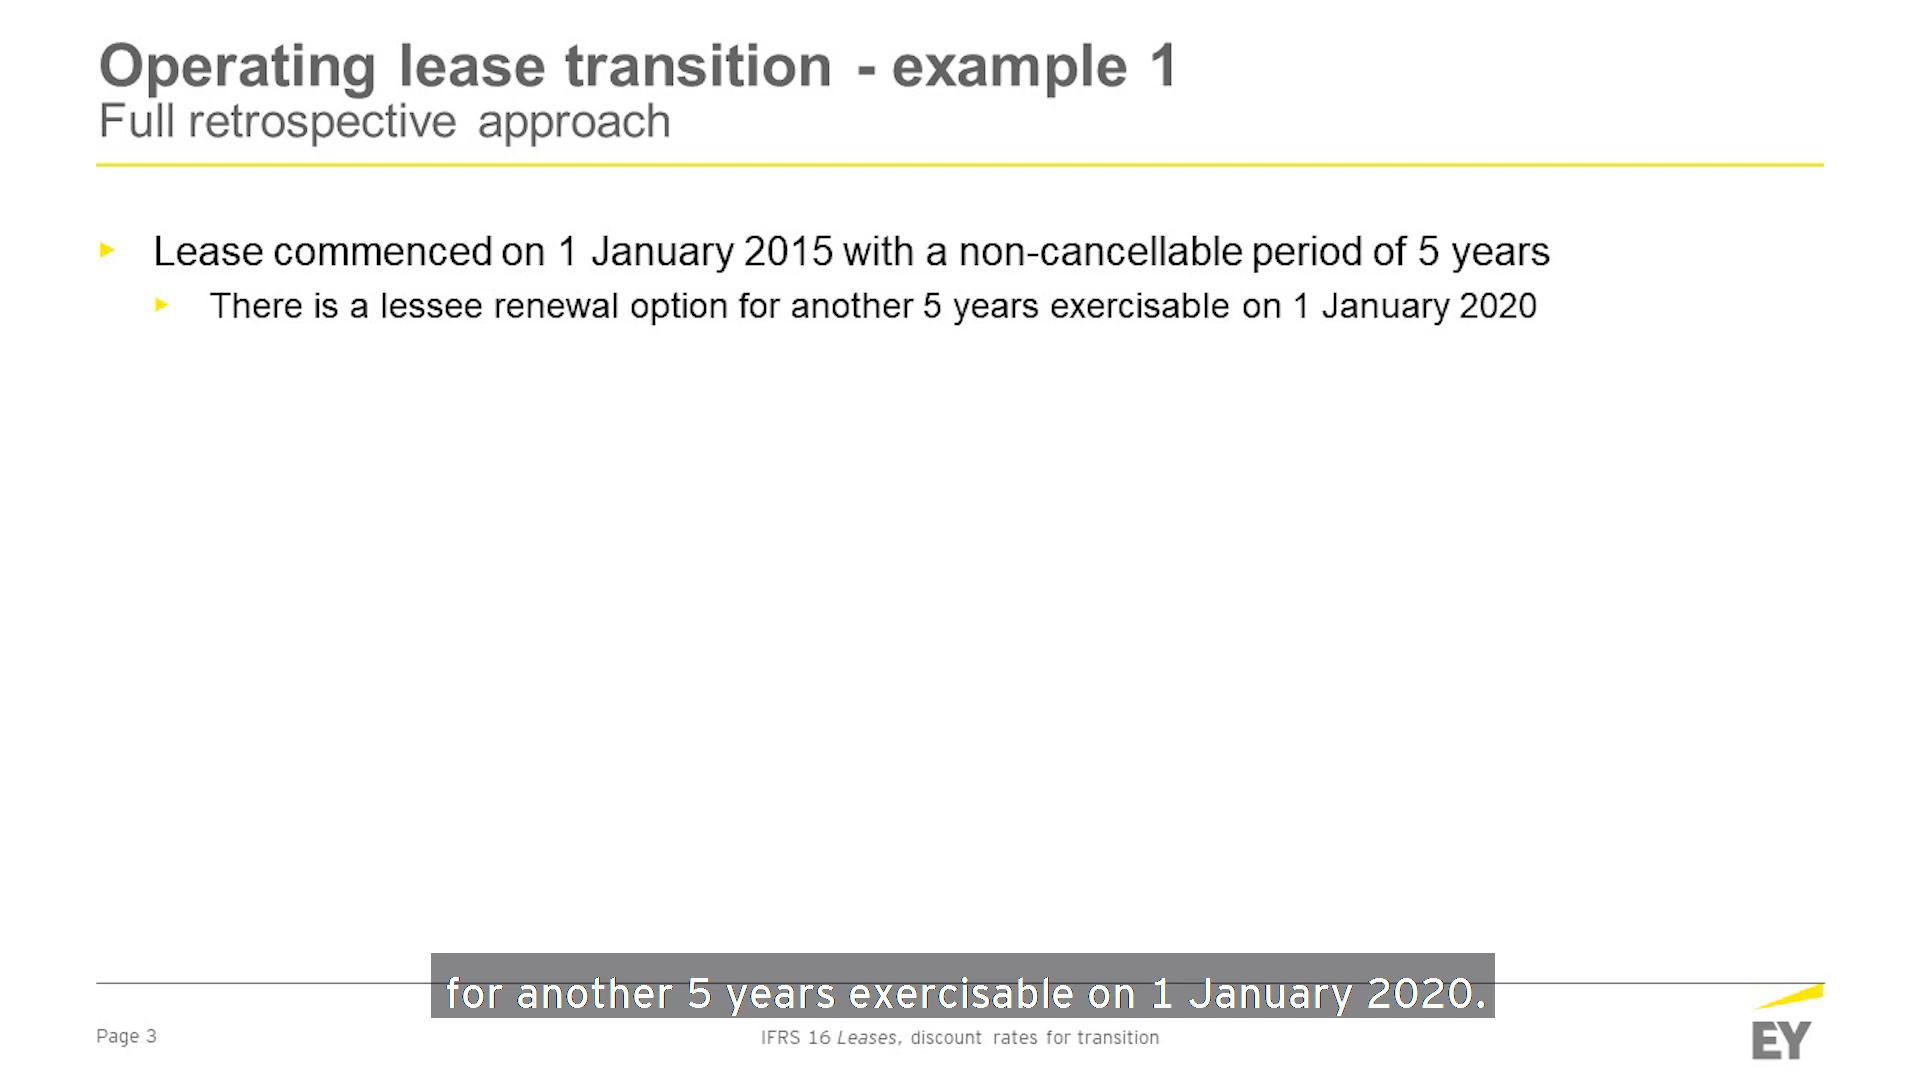 Operating lease transition - example 1
Full retrospective approach
Lease commenced on 1 January 2015 with a non-cancellable period of 5 years
There is a lessee renewal option for another 5 years exercisable on 1 January 2020
for another 5 years exercisable on 1 January 2020.
Page 3
IFRS 16 Leases, discount rates for transition
EY